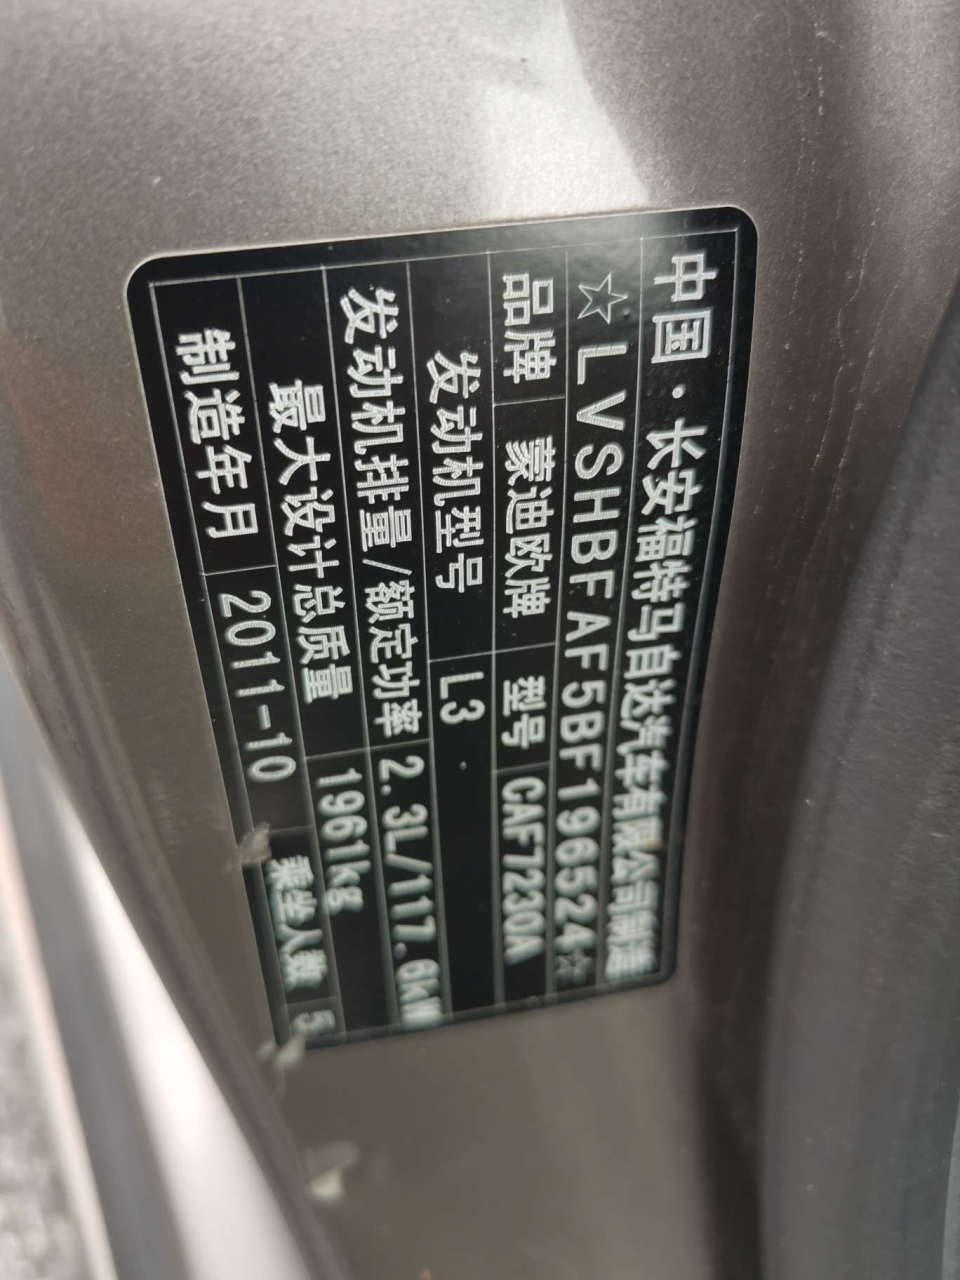 中国·长安福特马自达汽车有限公司制造
☆LVSHBFAF5BF196524☆
品牌 蒙迪欧牌 型号 CAF7230A
发动机型号 L3
发动机排量/额定功率 2.3L/117.6kW
最大设计总质量 1961kg
制造年月 2011-10 乘坐人数 5